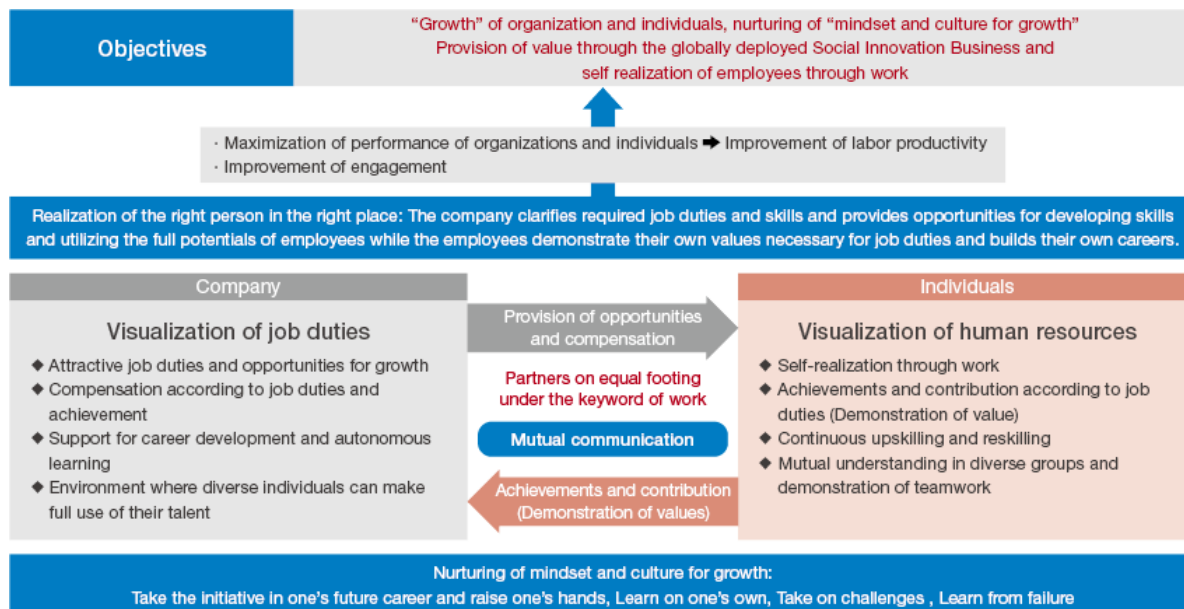 Objectives
“Growth” of organization and individuals, nurturing of “mindset and culture for growth”
Provision of value through the globally deployed Social Innovation Business and
self realization of employees through work
· Maximization of performance of organizations and individuals ➡ Improvement of labor productivity
· Improvement of engagement
Realization of the right person in the right place: The company clarifies required job duties and skills and provides opportunities for developing skills
and utilizing the full potentials of employees while the employees demonstrate their own values necessary for job duties and builds their own careers.
Company
Visualization of job duties
◆ Attractive job duties and opportunities for growth
◆ Compensation according to job duties and
achievement
◆ Support for career development and autonomous
learning
◆ Environment where diverse individuals can make
full use of their talent
Provision of opportunities
and compensation
Partners on equal footing
under the keyword of work
Mutual communication
Achievements and contribution
(Demonstration of values)
Individuals
Visualization of human resources
◆ Self-realization through work
◆ Achievements and contribution according to job
duties (Demonstration of value)
◆ Continuous upskilling and reskilling
◆ Mutual understanding in diverse groups and
demonstration of teamwork
Nurturing of mindset and culture for growth:
Take the initiative in one’s future career and raise one’s hands, Learn on one’s own, Take on challenges , Learn from failure